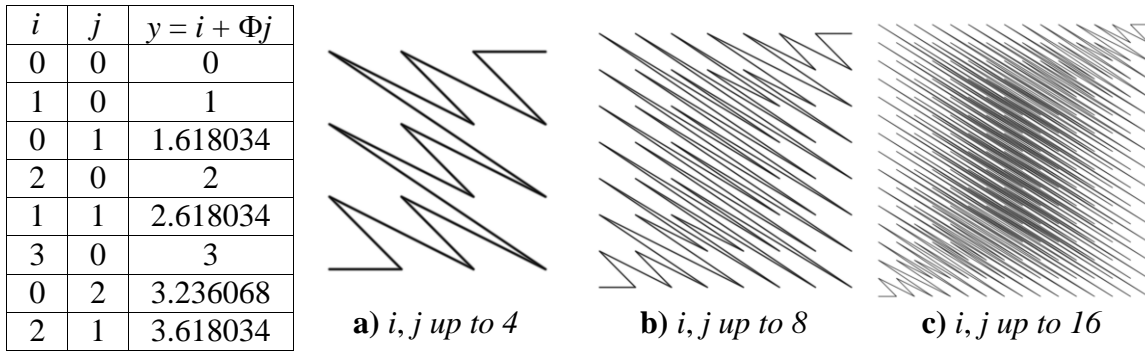 i j y = i + Φj
0 0 0
1 0 1
0 1 1.618034
2 0 2
1 1 2.618034
3 0 3
0 2 3.236068
2 1 3.618034
a) i, j up to 4
b) i, j up to 8
c) i, j up to 16